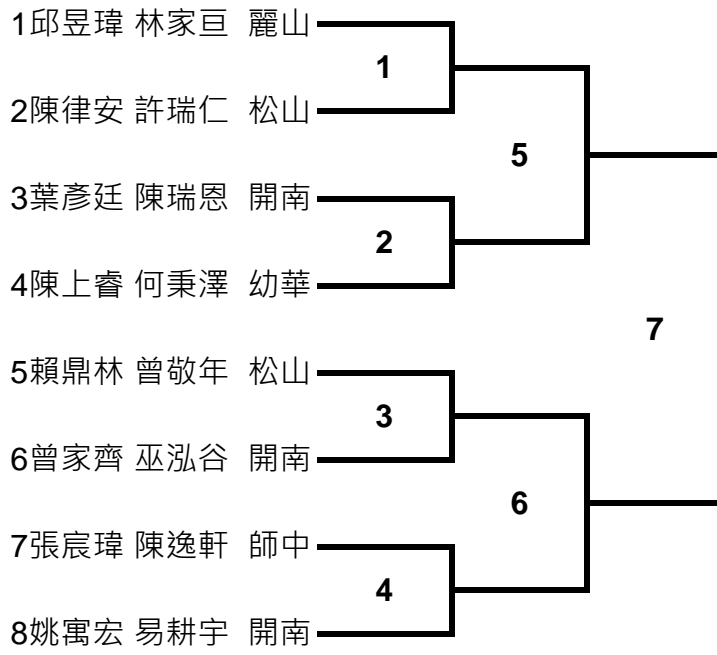 1邱昱瑋 林家亘 麗山
1
2陳律安 許瑞仁 松山
5
3葉彥廷 陳瑞恩 開南
2
4陳上睿 何秉澤 幼華
7
5賴鼎林 曾敬年 松山
3
6曾家齊 巫泓谷 開南
6
7張宸瑋 陳逸軒 師中
4
8姚寓宏 易耕宇 開南